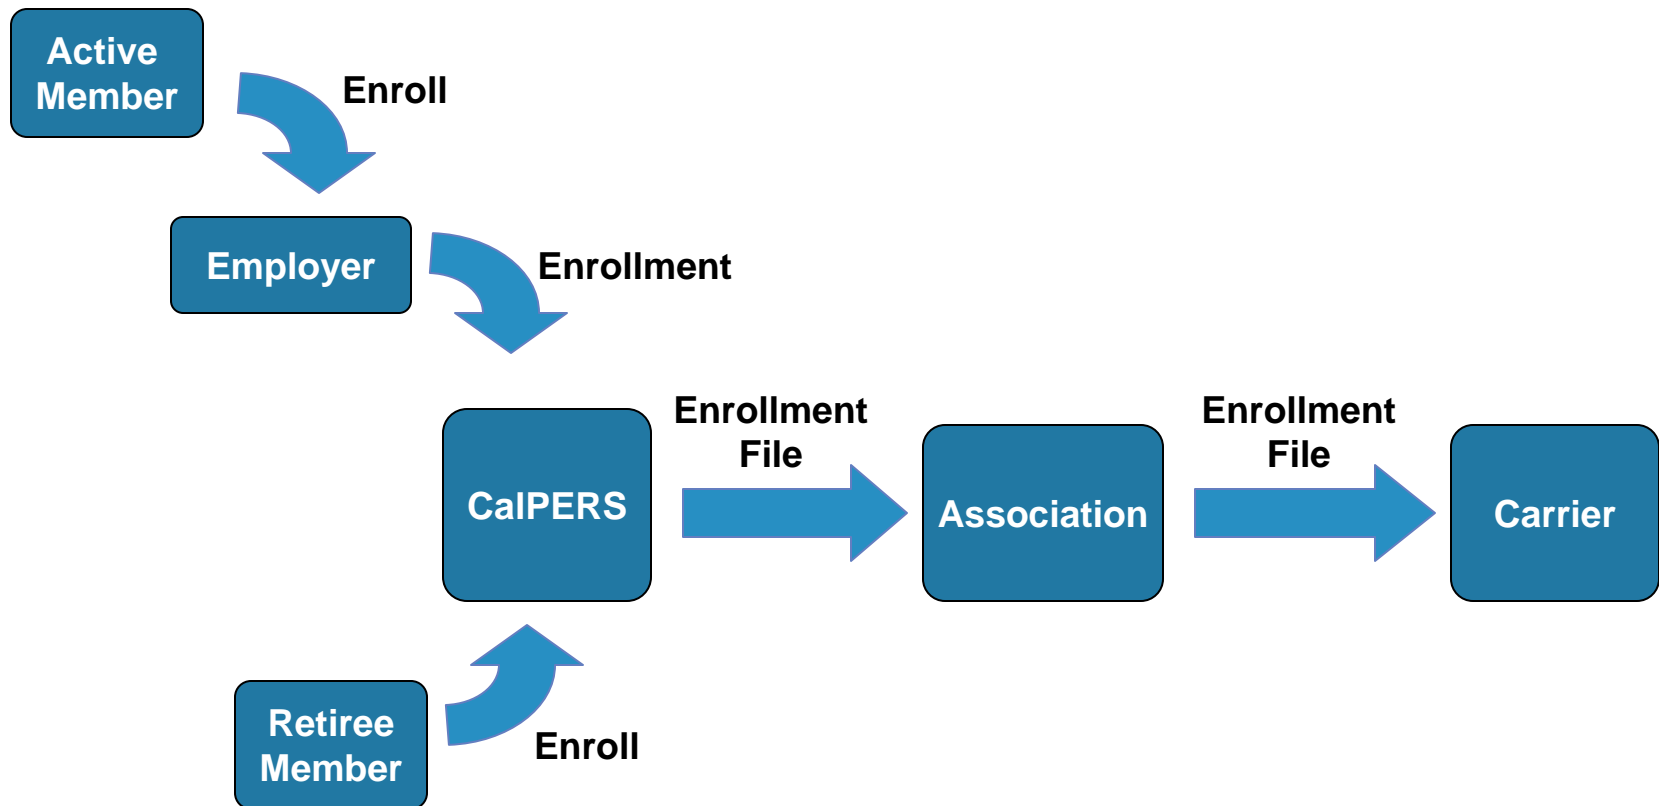 Active
Member
Enroll
Employer
Enrollment
Enrollment
File
Enrollment
File
CalPERS
Association
Carrier
Retiree
Member
Enroll